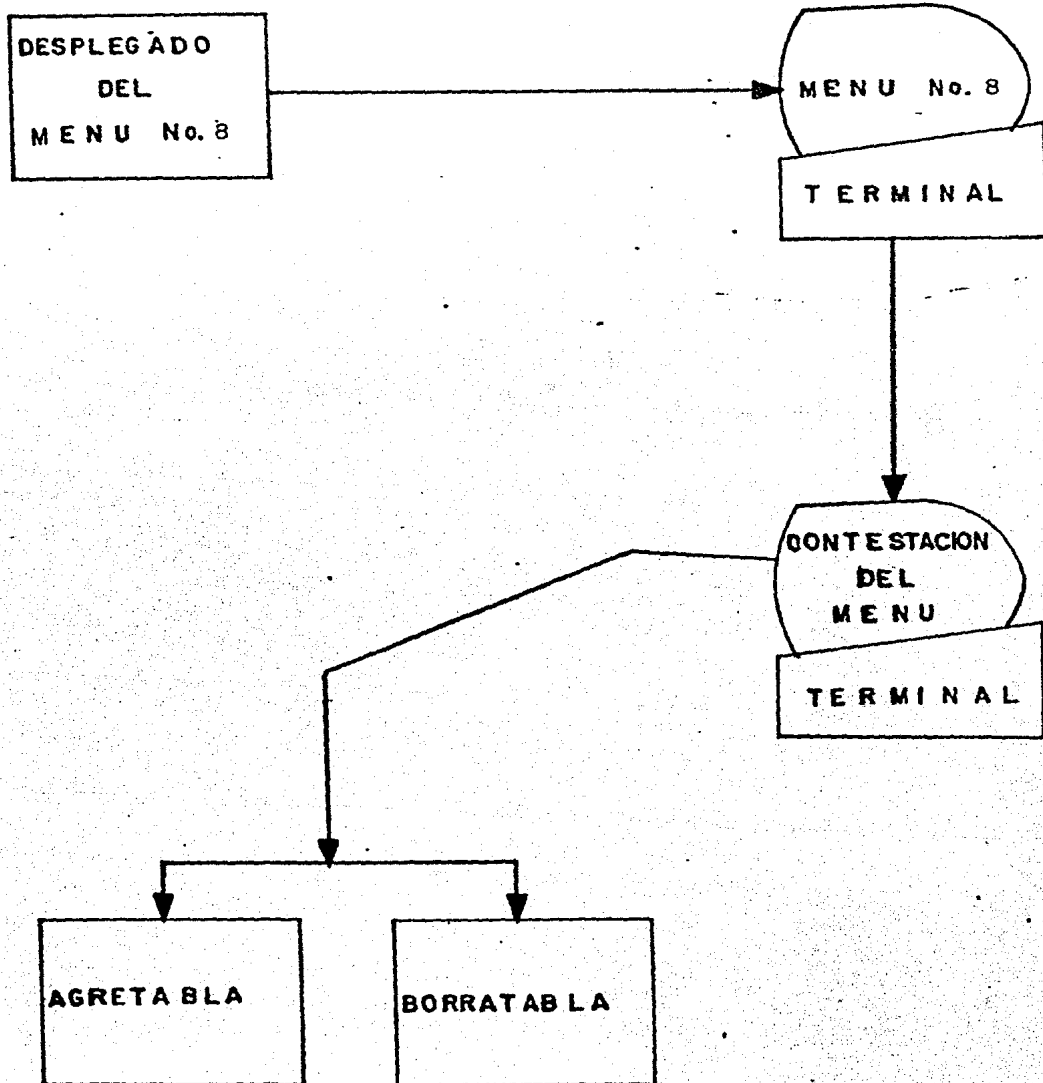 DESPLEGADO
DEL
MENU No. 8
MENU No. 8
TERMINAL
CONTESTACION
DEL
MENU
TERMINAL
AGRETABLA
BORRATABLA